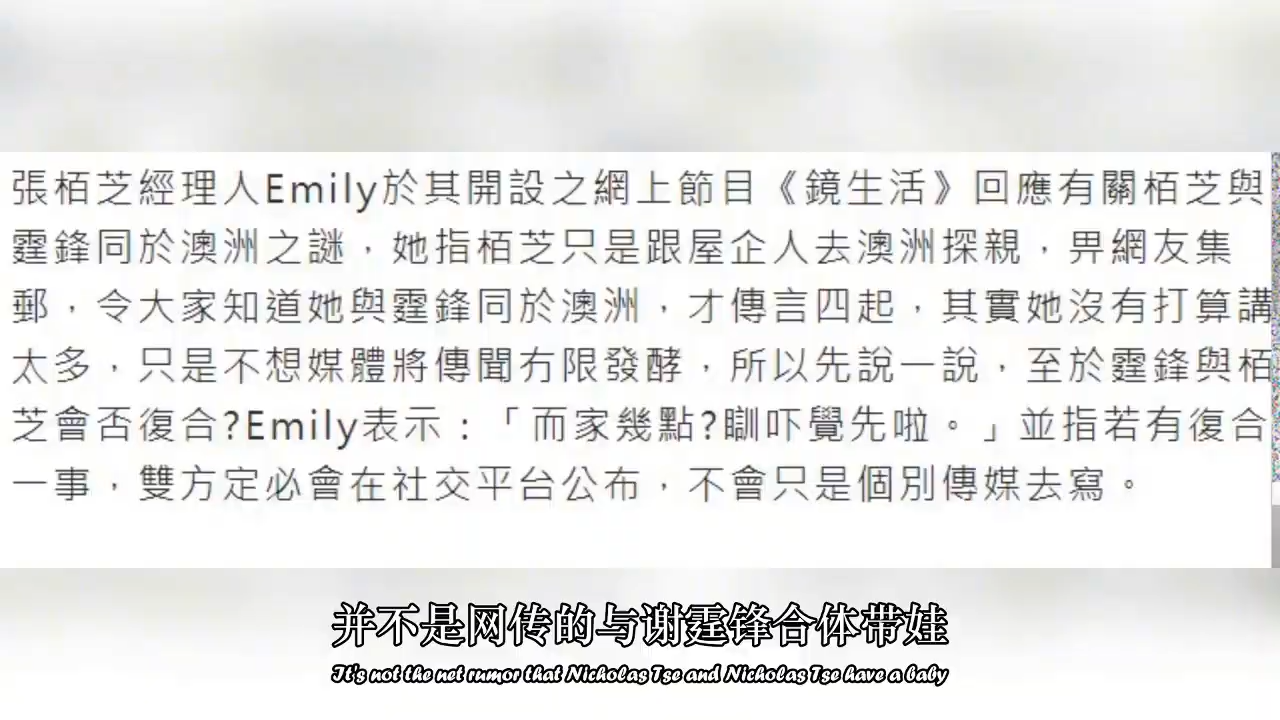 張栢芝經理人Emily於其開設之網上節目《鏡生活》回應有關栢芝與
霆鋒同於澳洲之謎，她指栢芝只是跟屋企人去澳洲探親，畀網友集
郵，令大家知道她與霆鋒同於澳洲，才傳言四起，其實她沒有打算講
太多，只是不想媒體將傳聞冇限發酵，所以先說一說，至於霆鋒與栢
芝會否復合?Emily表示：「而家幾點?瞓吓覺先啦。」並指若有復合
一事，雙方定必會在社交平台公布，不會只是個別傳媒去寫。
并不是网传的与谢霆锋合体带娃
It's not the net rumor that Nicholas Tse and Nicholas Tse have a baby